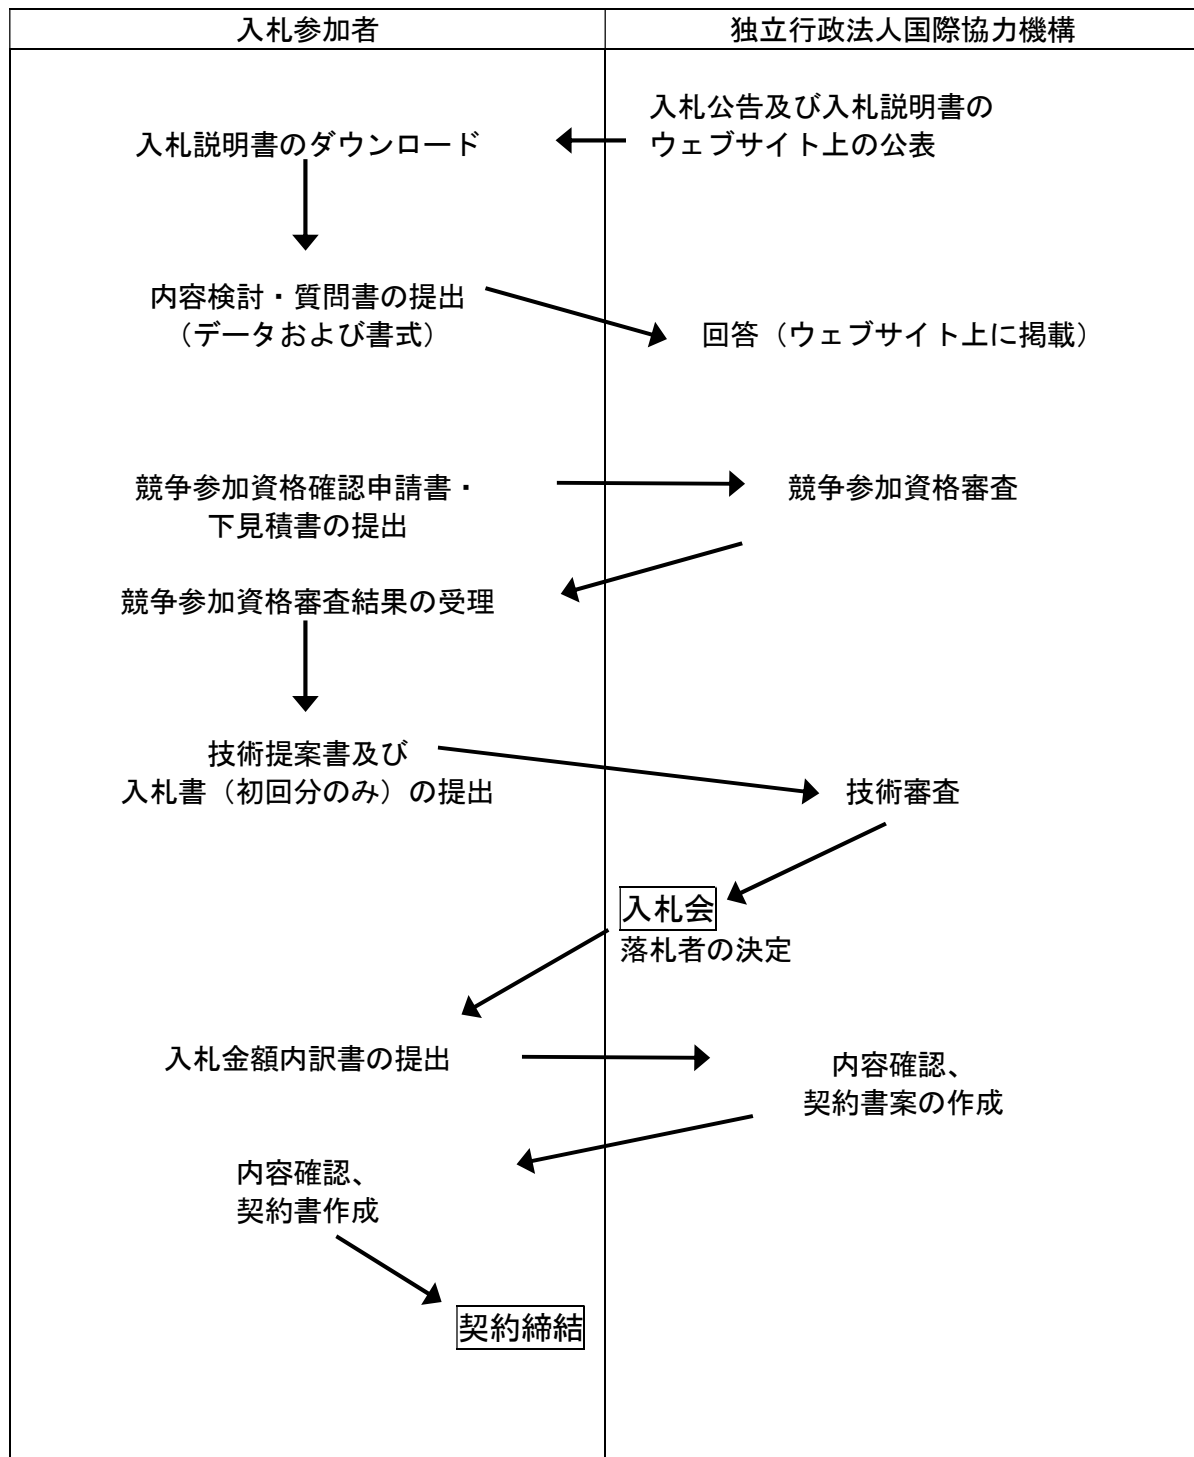 入札参加者
独立行政法人国際協力機構
入札公告及び入札説明書の
ウェブサイト上の公表
入札説明書のダウンロード
内容検討・質問書の提出
（データおよび書式）
回答（ウェブサイト上に掲載）
競争参加資格確認申請書・
下見積書の提出
競争参加資格審査
競争参加資格審査結果の受理
技術提案書及び
入札書（初回分のみ）の提出
技術審査
入札会
落札者の決定
入札金額内訳書の提出
内容確認、
契約書案の作成
内容確認、
契約書作成
契約締結